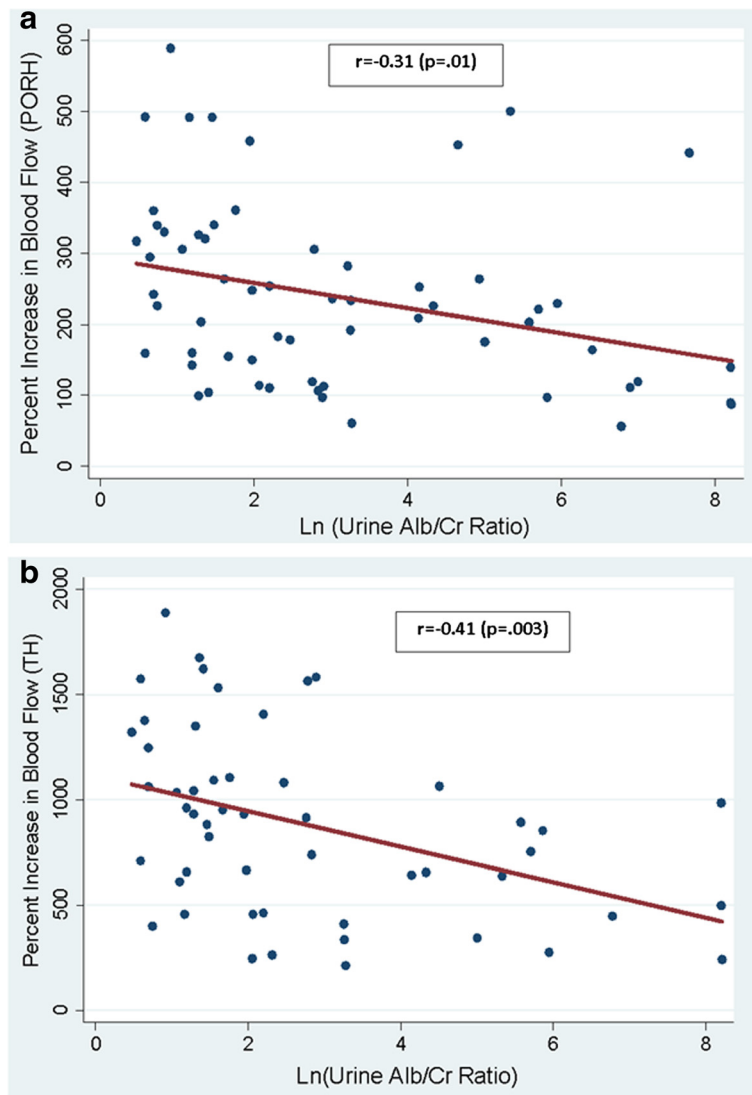 a
r=-0.31 (p=.01)
Percent Increase in Blood Flow (PORH)
600
500
400
300
200
100
0
0 2 4 6 8
Ln (Urine Alb/Cr Ratio)
b
r=-0.41 (p=.003)
Percent Increase in Blood Flow (TH)
2000
1500
1000
500
0
0 2 4 6 8
Ln(Urine Alb/Cr Ratio)